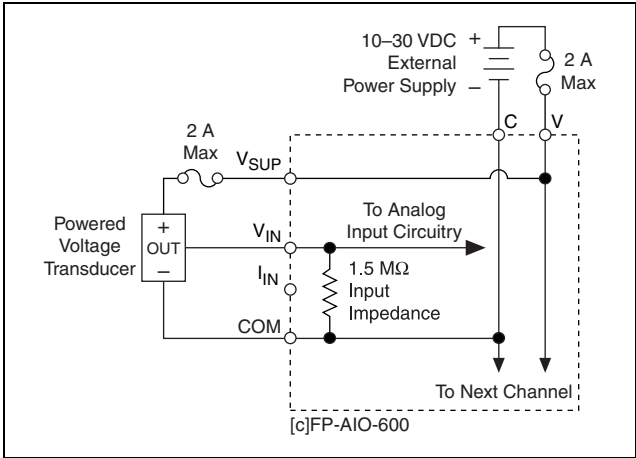 10–30 VDC
External
Power Supply
+
–
2 A
Max
C
V
2 A
Max
VSUP
Powered
Voltage
Transducer
+
OUT
–
VIN
To Analog
Input Circuitry
IIN
1.5 MΩ
Input
Impedance
COM
To Next Channel
[c]FP-AIO-600